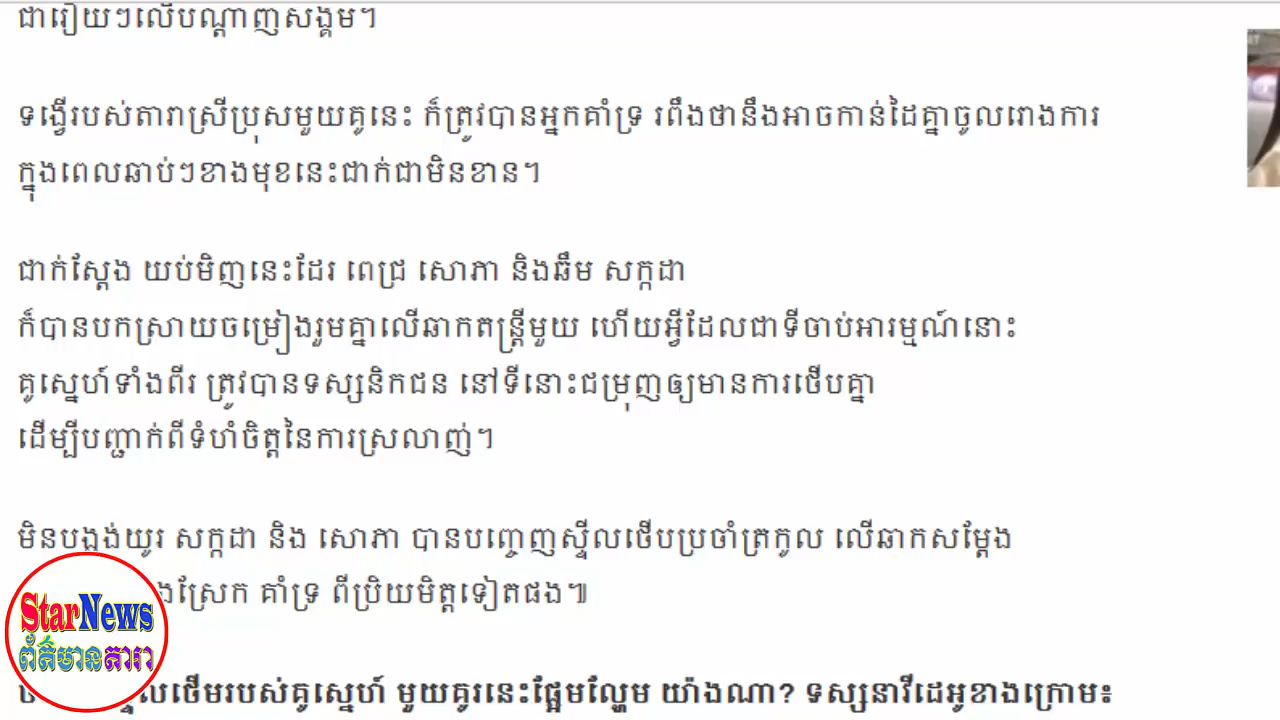 ជារឿយៗលើបណ្ដាញសង្គម។
ទង្វើរបស់តារាស្រីប្រុសមួយគូនេះ ក៏ត្រូវបានអ្នកគាំទ្រ រពឹងថានឹងអាចកាន់ដៃគ្នាចូលរោងការ
ក្នុងពេលឆាប់ៗខាងមុខនេះជាក់ជាមិនខាន។
ជាក់ស្ដែង យប់មិញនេះដែរ ពេជ្រ សោភា និងឆឹម សក្កដា
ក៏បានបកស្រាយចម្រៀងរួមគ្នាលើឆាកតន្ត្រីមួយ ហើយអ្វីដែលជាទីចាប់អារម្មណ៍នោះ
គូស្នេហ៍ទាំងពីរ ត្រូវបានទស្សនិកជន នៅទីនោះជម្រុញឲ្យមានការថើបគ្នា
ដើម្បីបញ្ជាក់ពីទំហំចិត្តនៃការស្រលាញ់។
មិនបង្អង់យូរ សក្កដា និង សោភា បានបញ្ចេញស្ទីលថើបប្រចាំត្រកូល លើឆាកសម្ដែង
ស្រែក គាំទ្រ ពីប្រិយមិត្តទៀតផង៕
StarNews
ព័ត៌មានតារា
ថើមរបស់គូស្នេហ៍ មួយគូរនេះផ្អែមល្ហែម យ៉ាងណា? ទស្សនាវីដេអូខាងក្រោម៖